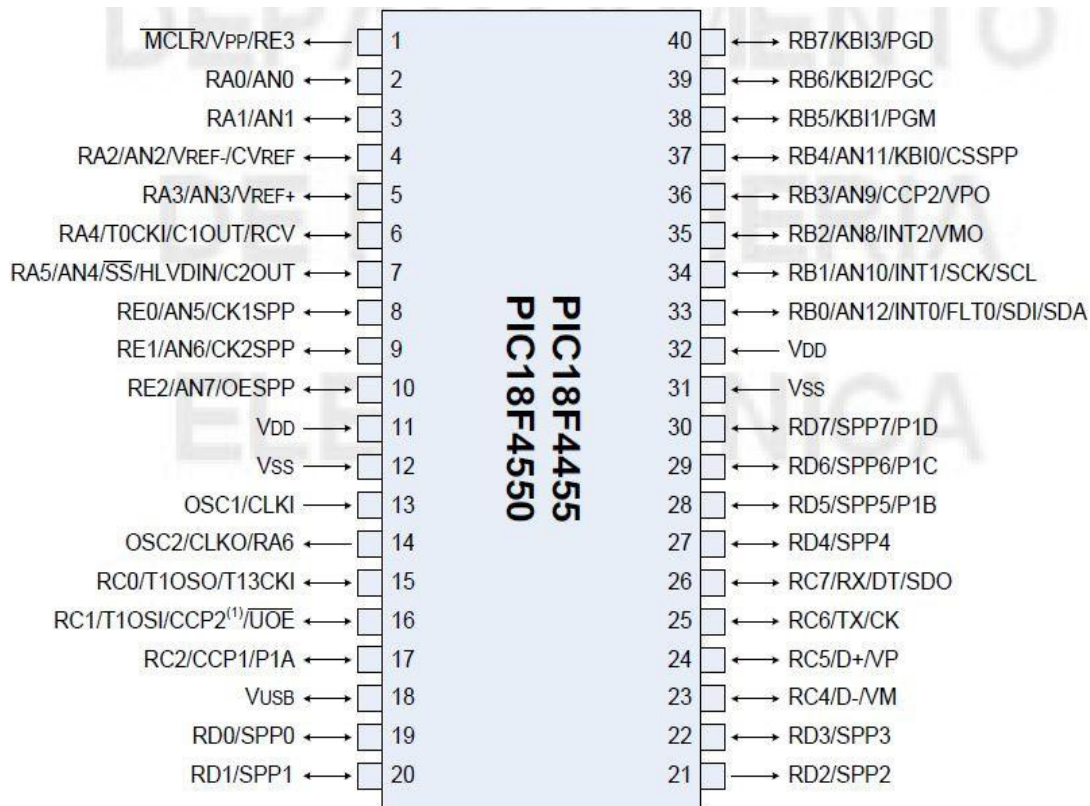 MCLR/VPP/RE3 1
RA0/AN0 2
RA1/AN1 3
RA2/AN2/VREF-/CVREF 4
RA3/AN3/VREF+ 5
RA4/T0CKI/C1OUT/RCV 6
RA5/AN4/SS/HLVDIN/C2OUT 7
RE0/AN5/CK1SPP 8
RE1/AN6/CK2SPP 9
RE2/AN7/OESPP 10
VDD 11
VSS 12
OSC1/CLKI 13
OSC2/CLKO/RA6 14
RC0/T1OSO/T13CKI 15
RC1/T1OSI/CCP2(1)/UOE 16
RC2/CCP1/P1A 17
VUSB 18
RD0/SPP0 19
RD1/SPP1 20
PIC18F4455
PIC18F4550
40 RB7/KBI3/PGD
39 RB6/KBI2/PGC
38 RB5/KBI1/PGM
37 RB4/AN11/KBI0/CSSPP
36 RB3/AN9/CCP2/VPO
35 RB2/AN8/INT2/VMO
34 RB1/AN10/INT1/SCK/SCL
33 RB0/AN12/INT0/FLT0/SDI/SDA
32 VDD
31 VSS
30 RD7/SPP7/P1D
29 RD6/SPP6/P1C
28 RD5/SPP5/P1B
27 RD4/SPP4
26 RC7/RX/DT/SDO
25 RC6/TX/CK
24 RC5/D+/VP
23 RC4/D-/VM
22 RD3/SPP3
21 RD2/SPP2